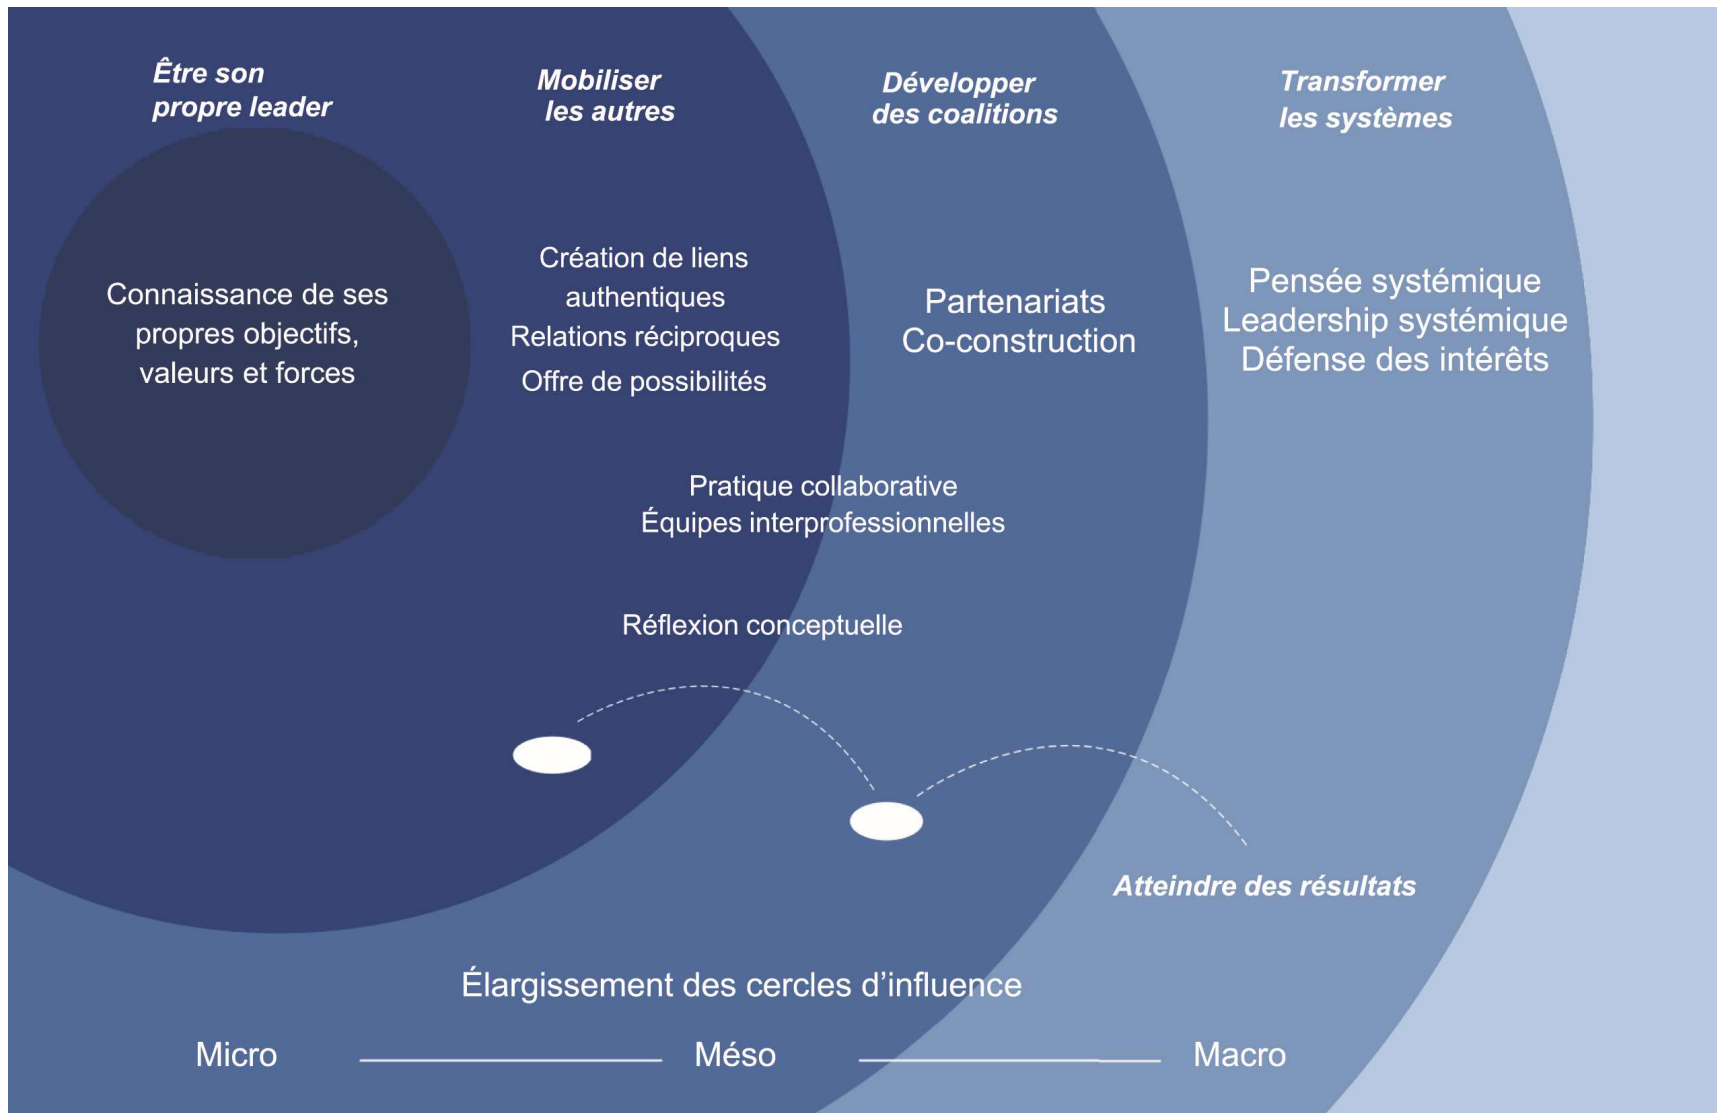 Être son
propre leader
Mobiliser
les autres
Développer
des coalitions
Transformer
les systèmes
Connaissance de ses
propres objectifs,
valeurs et forces
Création de liens
authentiques
Relations réciproques
Offre de possibilités
Partenariats
Co-construction
Pensée systémique
Leadership systémique
Défense des intérêts
Pratique collaborative
Équipes interprofessionnelles
Réflexion conceptuelle
Atteindre des résultats
Élargissement des cercles d’influence
Micro
Méso
Macro